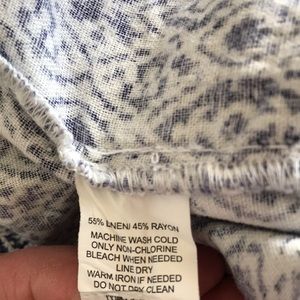 55% LINEN/ 45% RAYON
MACHINE WASH COLD
ONLY NON-CHLORINE
BLEACH WHEN NEEDED
LINE DRY
WARM IRON IF NEEDED
DO NOT DRY CLEAN